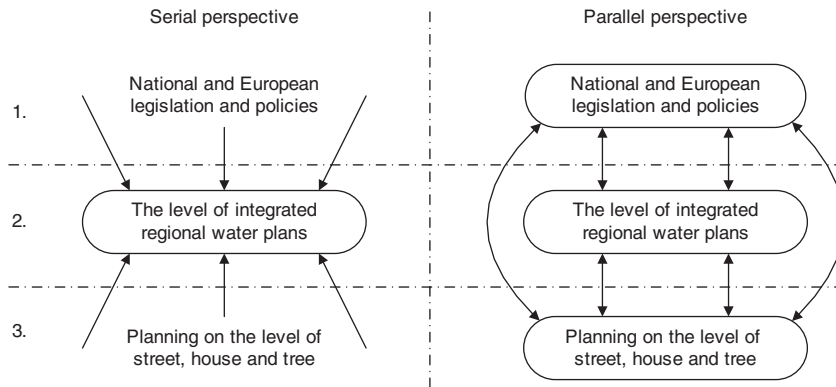 Serial perspective
Parallel perspective
1.
National and European
legislation and policies
National and European
legislation and policies
2.
The level of integrated
regional water plans
The level of integrated
regional water plans
3.
Planning on the level of
street, house and tree
Planning on the level of
street, house and tree